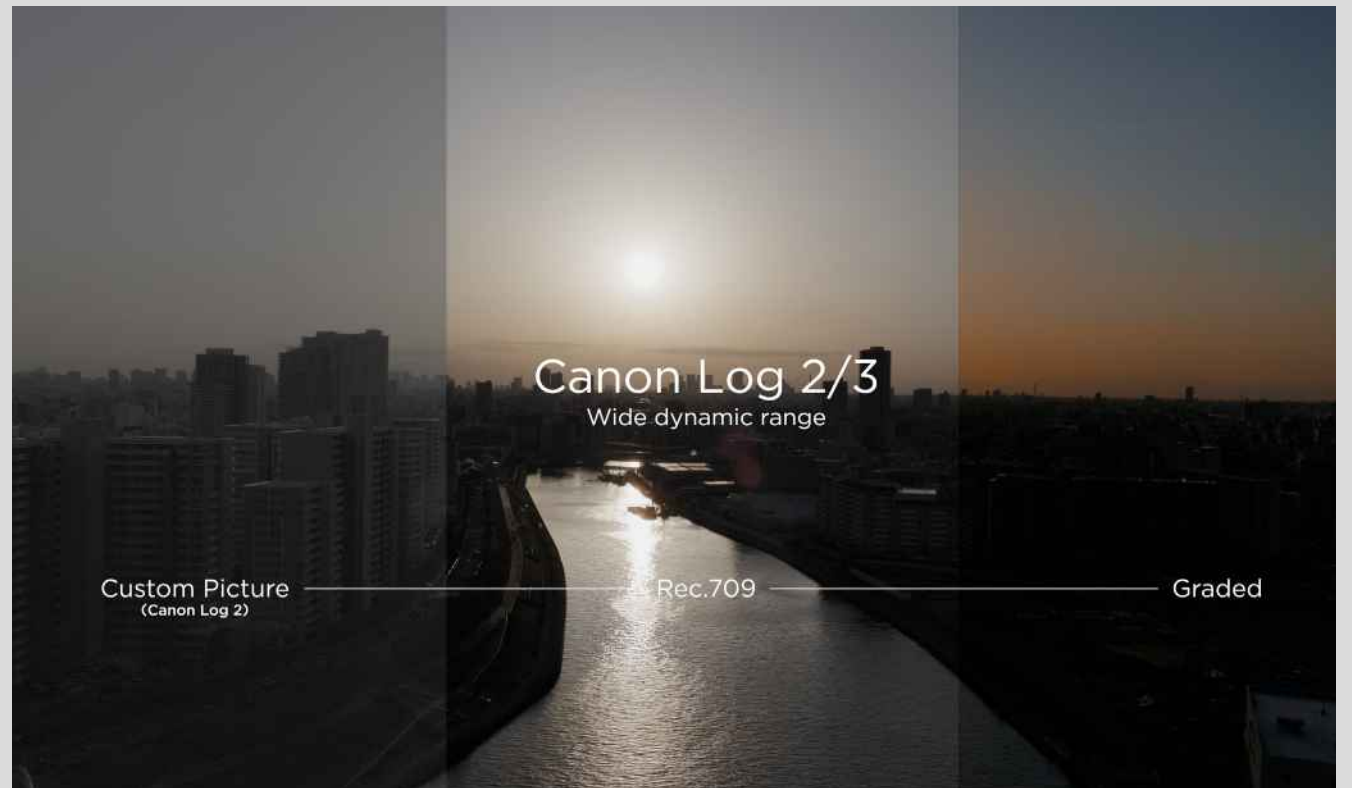 Canon Log 2/3
Wide dynamic range
Custom Picture
(Canon Log 2)
Rec.709
Graded